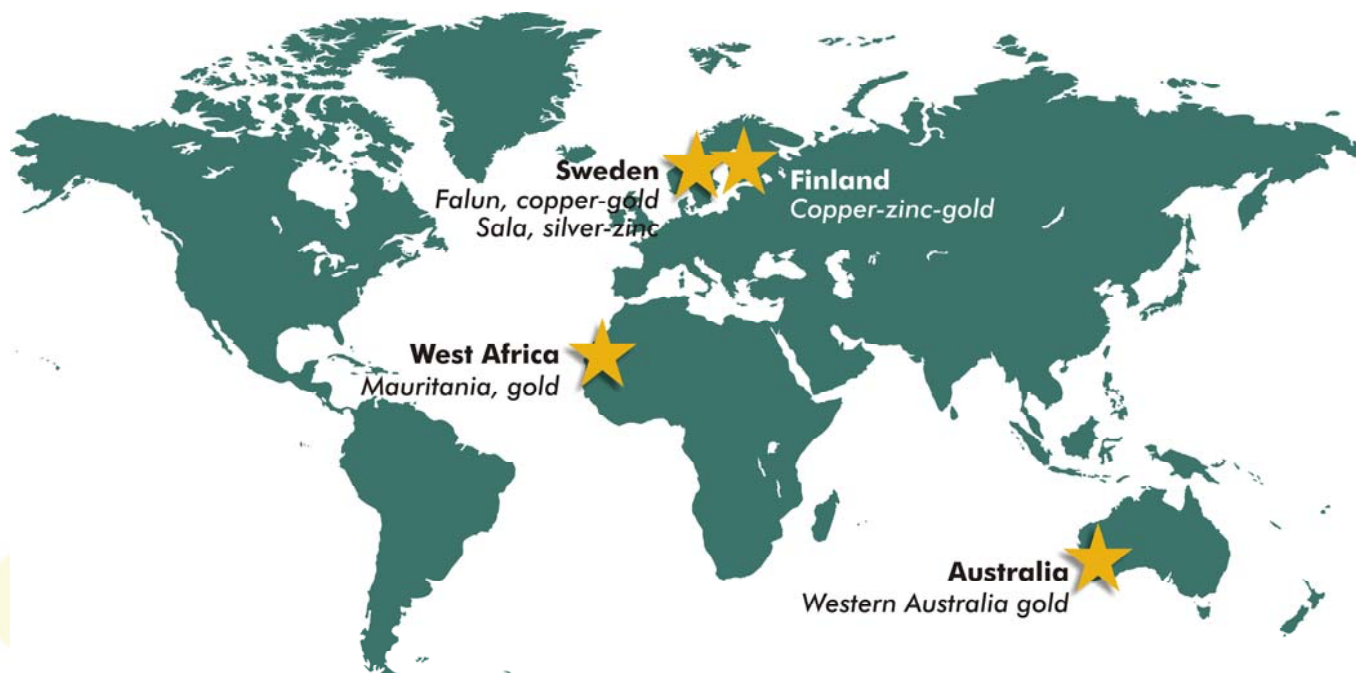 Sweden
Falun, copper-gold
Sala, silver-zinc
Finland
Copper-zinc-gold
West Africa
Mauritania, gold
Australia
Western Australia gold